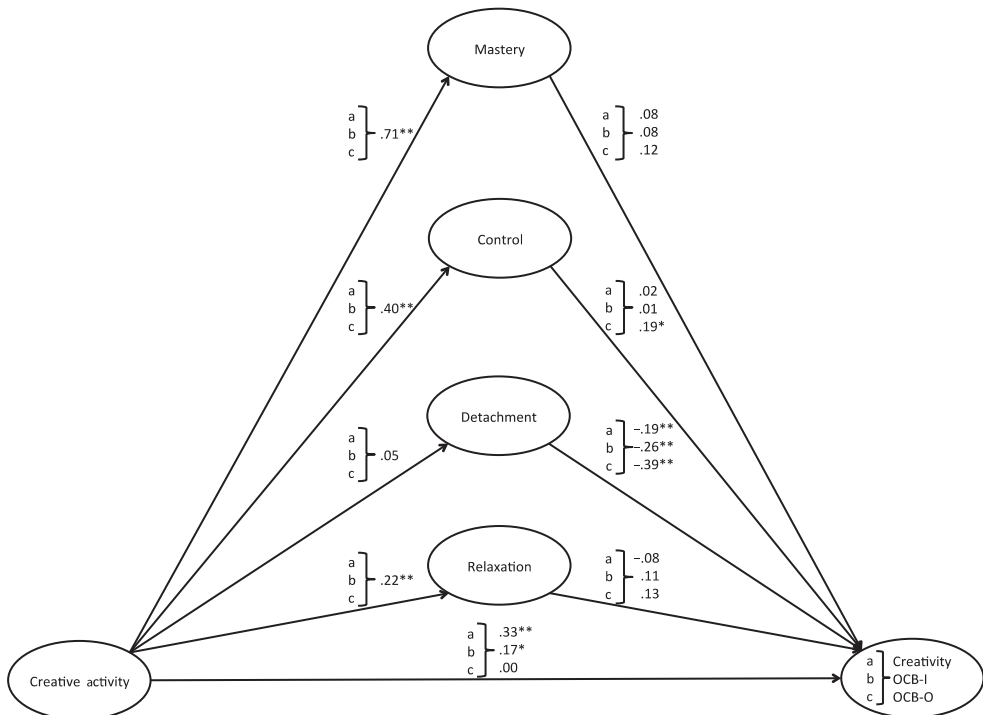 Mastery
a
b .71**
c
a .08
b .08
c .12
Control
a
b .40**
c
a .02
b .01
c .19*
Detachment
a
b .05
c
a –.19**
b –.26**
c –.39**
Relaxation
a
b .22**
c
a –.08
b .11
c .13
a .33**
b .17*
c .00
Creative activity
a Creativity
b OCB-I
c OCB-O